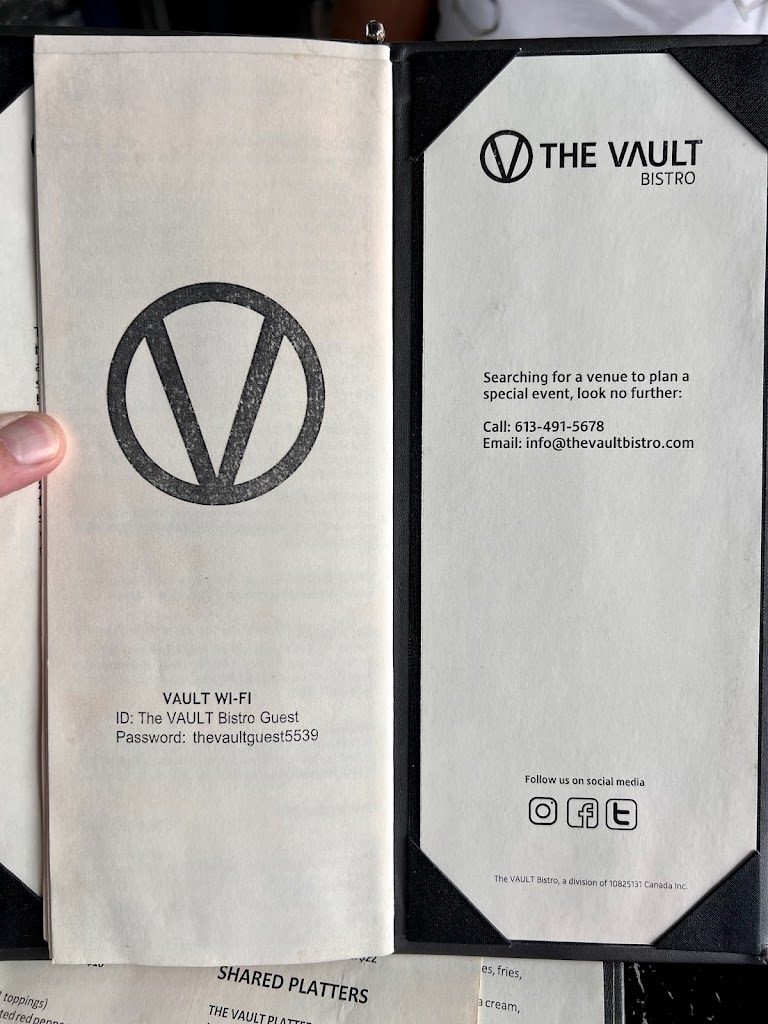 VAULT WI-FI
ID: The VAULT Bistro Guest
Password: thevaultguest5539
THE VAULT
BISTRO
Searching for a venue to plan a
special event, look no further:
Call: 613-491-5678
Email: info@thevaultbistro.com
Follow us on social media
The VAULT Bistro, a division of 10825131 Canada Inc.
toppings)
SHARED PLATTERS
THE VAULT PLATTE
es, fries,
a cream,